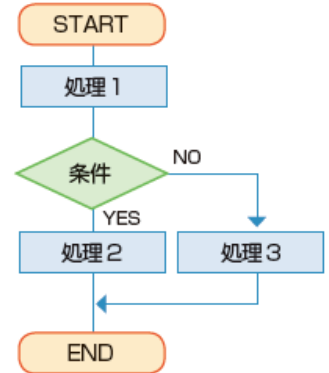 START
処理１
条件
NO
YES
処理２
処理３
END